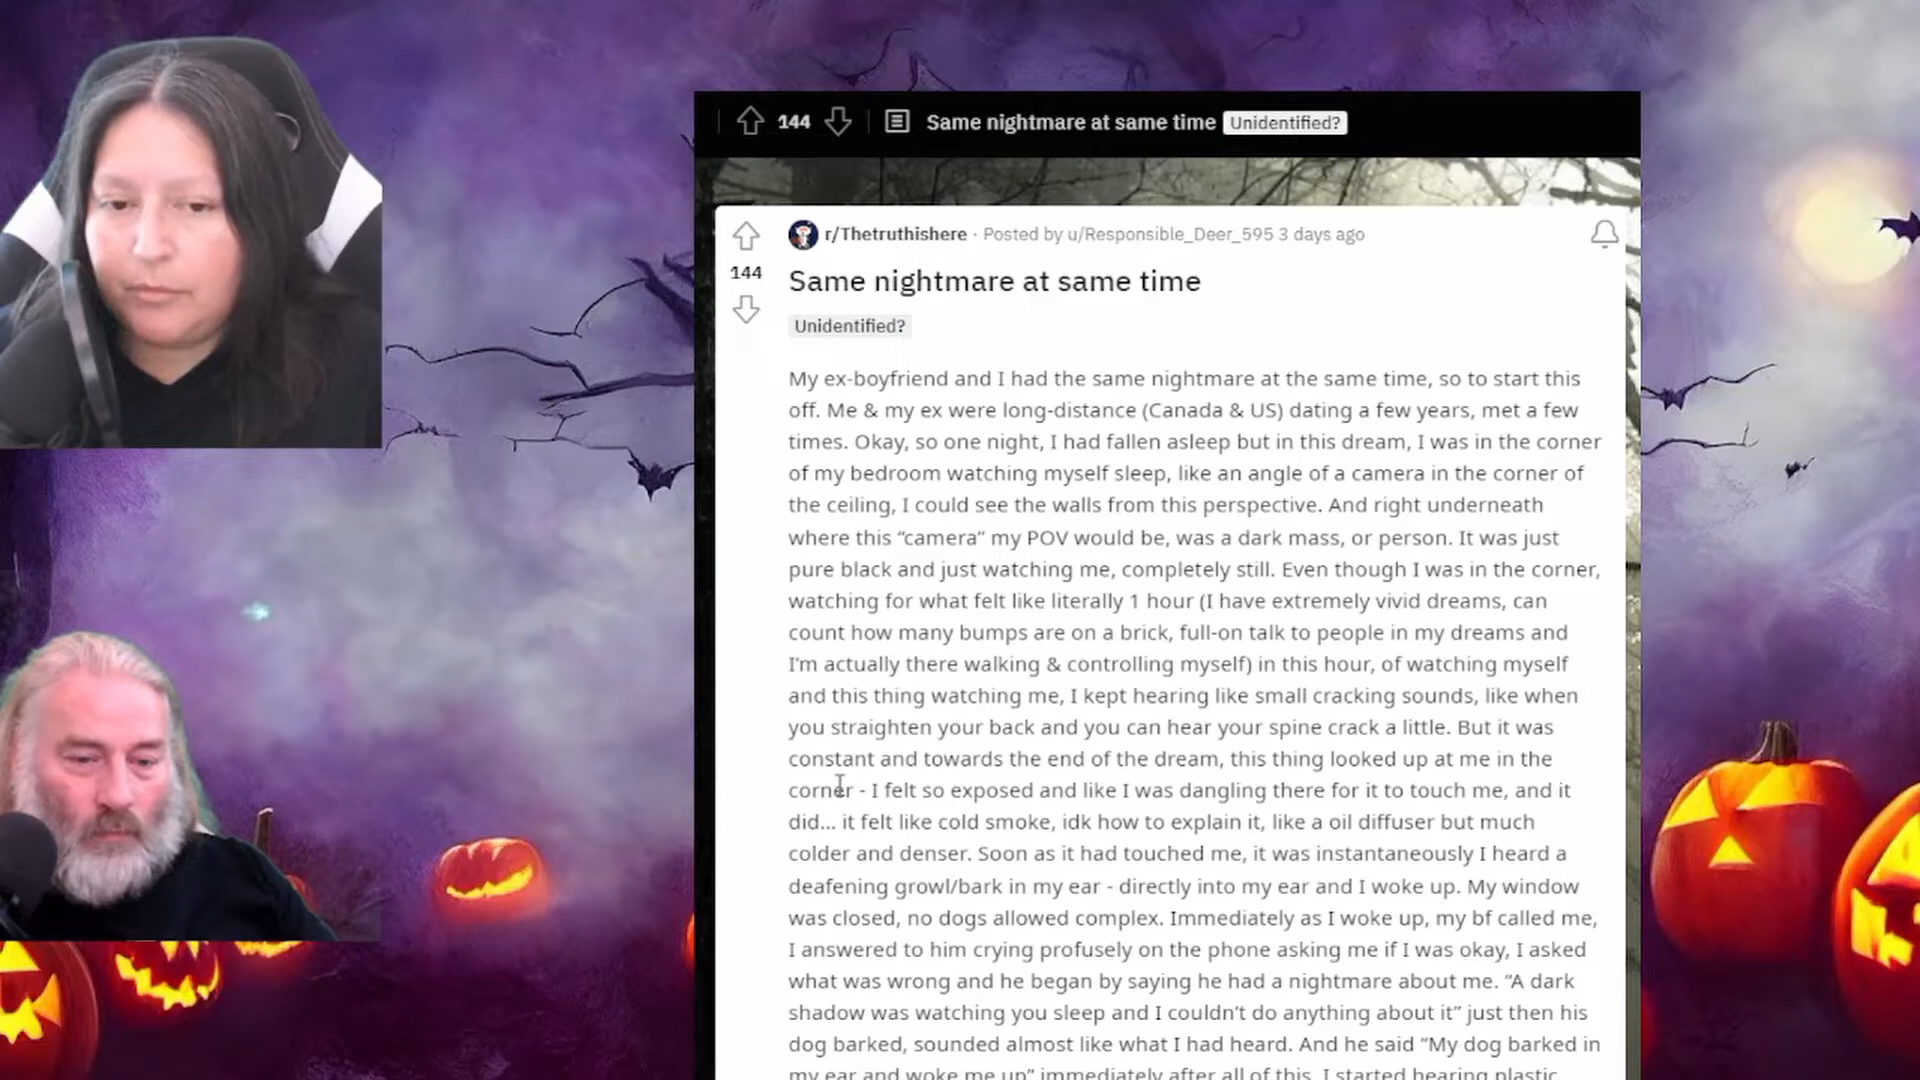 144 Same nightmare at same time Unidentified?
r/Thetruthishere · Posted by u/Responsible_Deer_595 3 days ago
144
Same nightmare at same time
Unidentified?
My ex-boyfriend and I had the same nightmare at the same time, so to start this
off. Me & my ex were long-distance (Canada & US) dating a few years, met a few
times. Okay, so one night, I had fallen asleep but in this dream, I was in the corner
of my bedroom watching myself sleep, like an angle of a camera in the corner of
the ceiling, I could see the walls from this perspective. And right underneath
where this “camera” my POV would be, was a dark mass, or person. It was just
pure black and just watching me, completely still. Even though I was in the corner,
watching for what felt like literally 1 hour (I have extremely vivid dreams, can
count how many bumps are on a brick, full-on talk to people in my dreams and
I’m actually there walking & controlling myself) in this hour, of watching myself
and this thing watching me, I kept hearing like small cracking sounds, like when
you straighten your back and you can hear your spine crack a little. But it was
constant and towards the end of the dream, this thing looked up at me in the
corner - I felt so exposed and like I was dangling there for it to touch me, and it
did... it felt like cold smoke, idk how to explain it, like a oil diffuser but much
colder and denser. Soon as it had touched me, it was instantaneously I heard a
deafening growl/bark in my ear - directly into my ear and I woke up. My window
was closed, no dogs allowed complex. Immediately as I woke up, my bf called me,
I answered to him crying profusely on the phone asking me if I was okay, I asked
what was wrong and he began by saying he had a nightmare about me. “A dark
shadow was watching you sleep and I couldn’t do anything about it” just then his
dog barked, sounded almost like what I had heard. And he said “My dog barked in
my ear and woke me up” immediately after all of this, I started hearing plastic